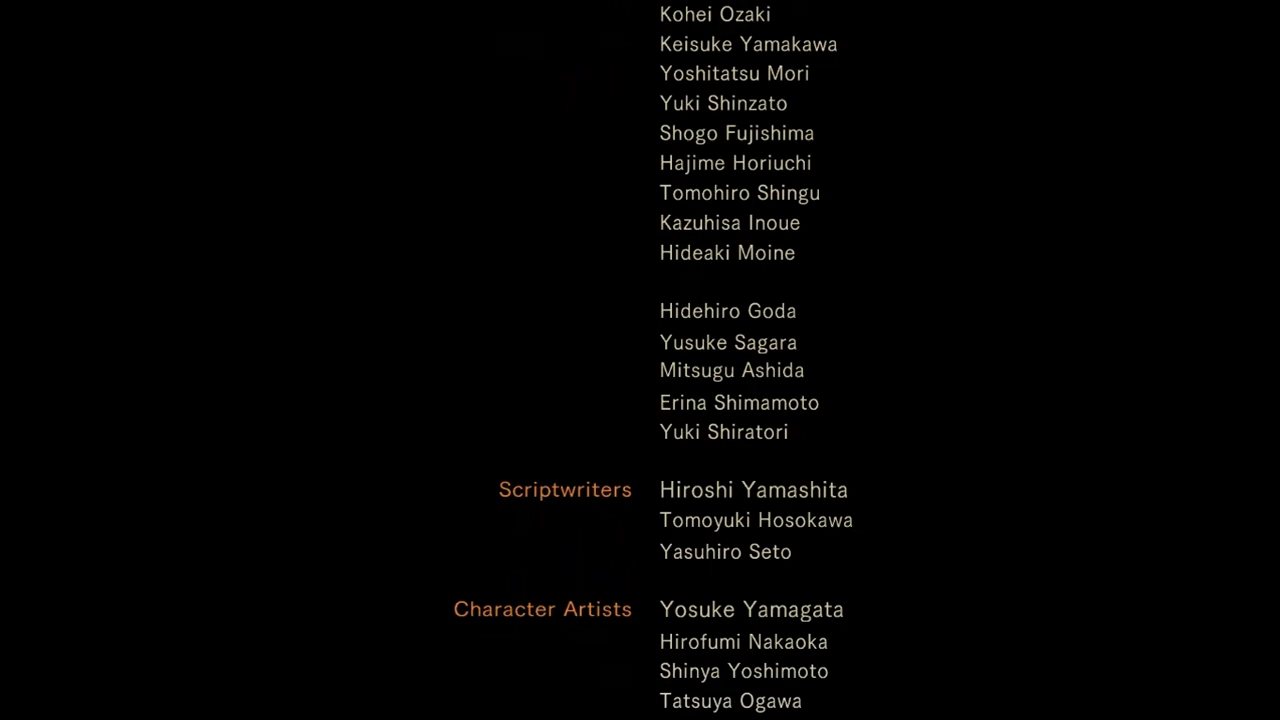 Kohei Ozaki
Keisuke Yamakawa
Yoshitatsu Mori
Yuki Shinzato
Shogo Fujishima
Hajime Horiuchi
Tomohiro Shingu
Kazuhisa Inoue
Hideaki Moine
Hidehiro Goda
Yusuke Sagara
Mitsugu Ashida
Erina Shimamoto
Yuki Shiratori
Scriptwriters Hiroshi Yamashita
Tomoyuki Hosokawa
Yasuhiro Seto
Character Artists Yosuke Yamagata
Hirofumi Nakaoka
Shinya Yoshimoto
Tatsuya Ogawa